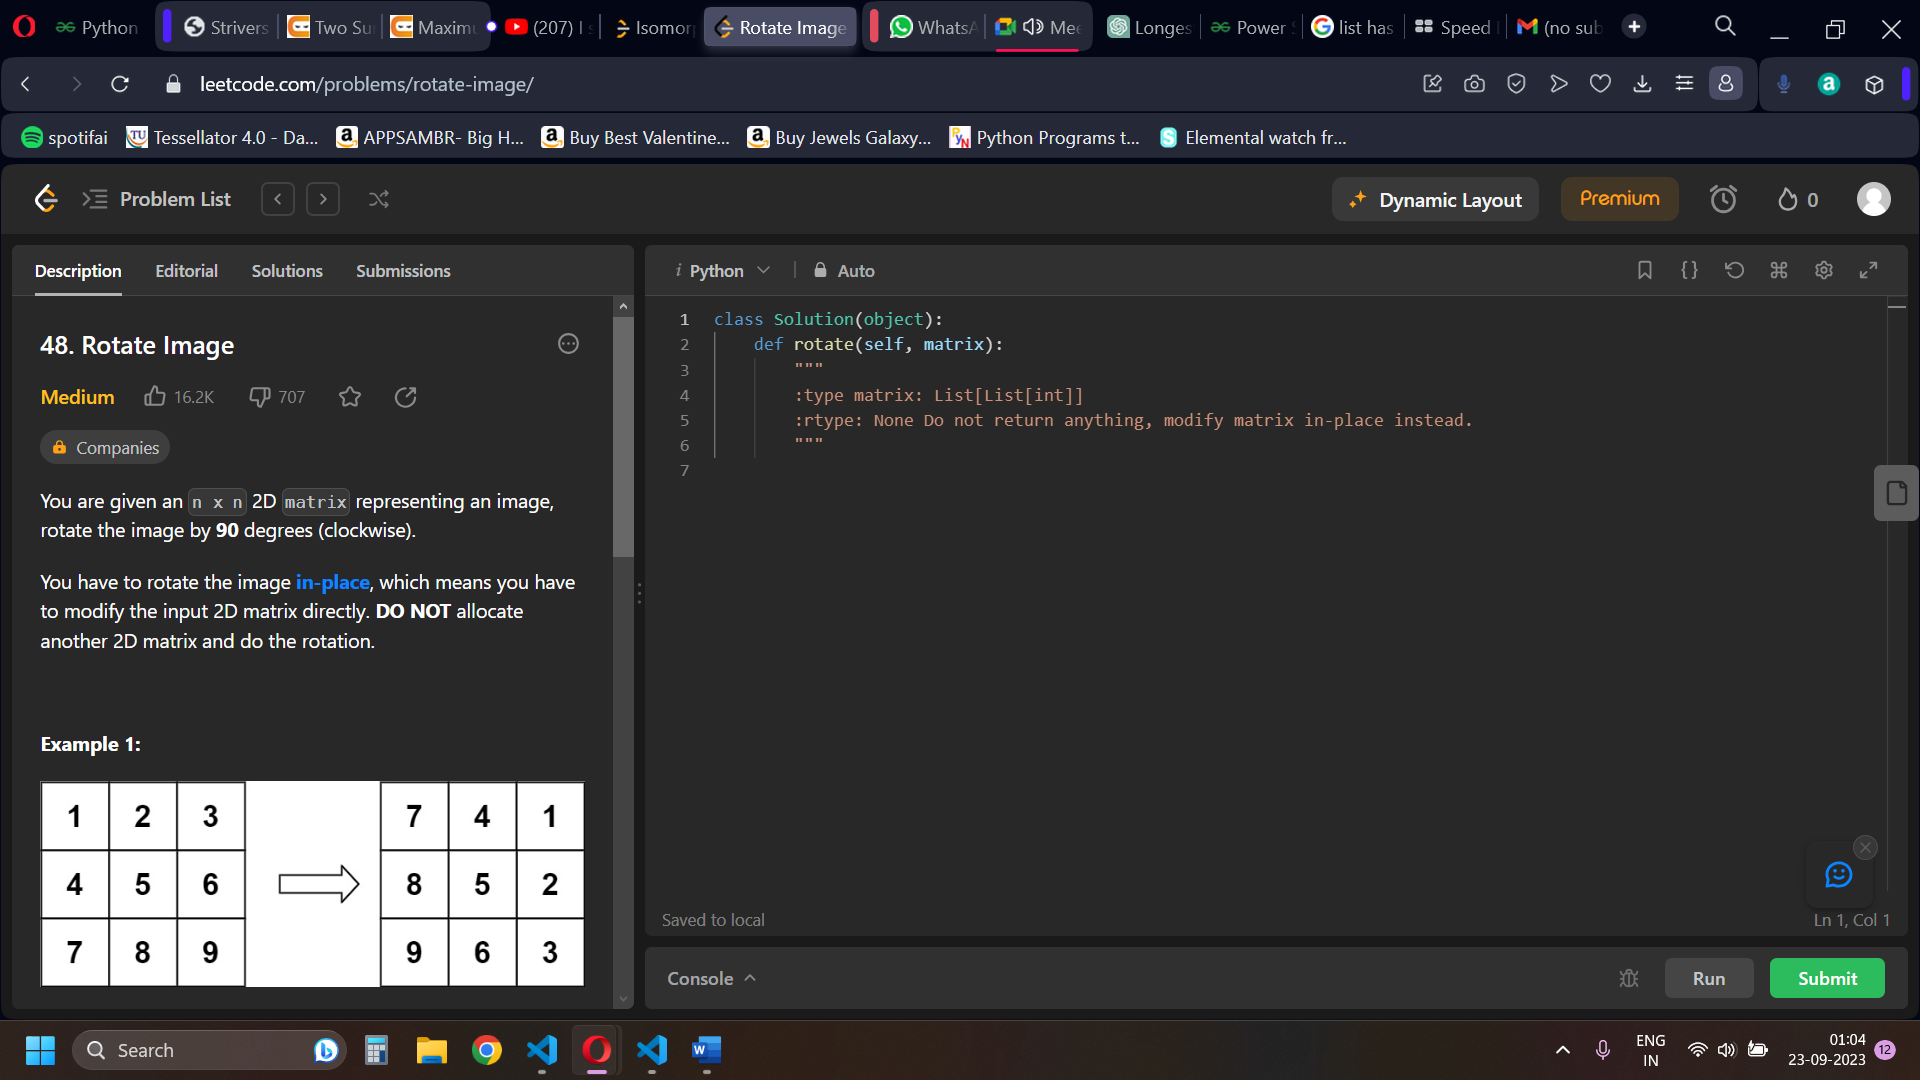 Python
Strivers
Two Su
Maximu
(207) I s
Isomor
Rotate Image
WhatsA
Mee
Longes
Power S
list has
Speed
(no sub
leetcode.com/problems/rotate-image/
spotifai
Tessellator 4.0 - Da...
APPSAMBR- Big H...
Buy Best Valentine...
Buy Jewels Galaxy...
Python Programs t...
Elemental watch fr...
Problem List
Dynamic Layout
Premium
0
Description
Editorial
Solutions
Submissions
48. Rotate Image
Medium
16.2K
707
Companies
You are given an n x n 2D matrix representing an image,
rotate the image by 90 degrees (clockwise).
You have to rotate the image in-place, which means you have
to modify the input 2D matrix directly. DO NOT allocate
another 2D matrix and do the rotation.
Example 1:
1 2 3 7 4 1
4 5 6 8 5 2
7 8 9 9 6 3
i Python
Auto
1 class Solution(object):
2 def rotate(self, matrix):
3 """
4 :type matrix: List[List[int]]
5 :rtype: None Do not return anything, modify matrix in-place instead.
6 """
7
Saved to local
Ln 1, Col 1
Console
Run
Submit
Search
ENG
IN
01:04
23-09-2023
12